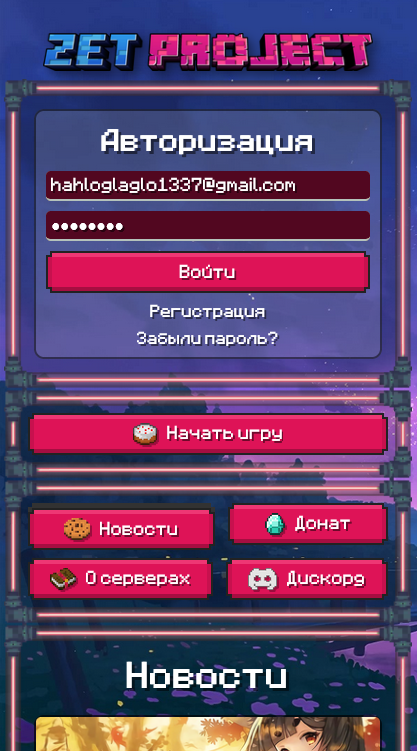 ZET PROJECT
Авторизация
hahloglaglo1337@gmail.com
••••••••
Войти
Регистрация
Забыли пароль?
Начать игру
Новости
Донат
О серверах
Дискорд
Новости